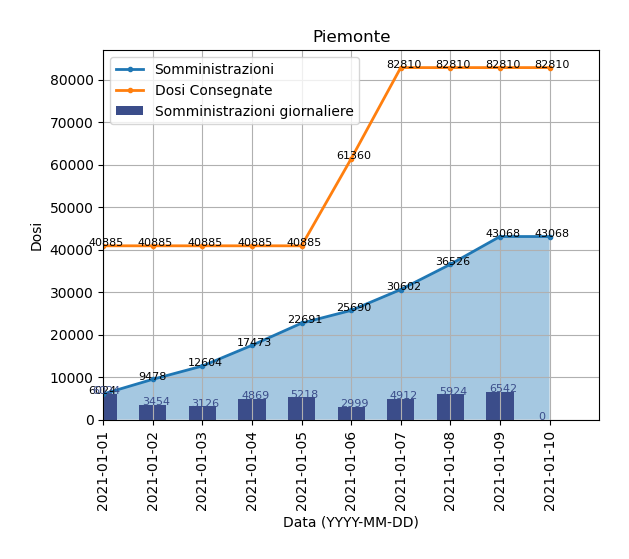 Piemonte
Somministrazioni
Dosi Consegnate
Somministrazioni giornaliere
Dosi
80000
70000
60000
50000
40000
30000
20000
10000
0
82810 82810 82810 82810
61360
40885 40885 40885 40885 40885
6024 9478 12604 17473 22691 25690 30602 36526 43068 43068
3454 3126 4869 5218 2999 4912 5924 6542 0
2021-01-01
2021-01-02
2021-01-03
2021-01-04
2021-01-05
2021-01-06
2021-01-07
2021-01-08
2021-01-09
2021-01-10
Data (YYYY-MM-DD)